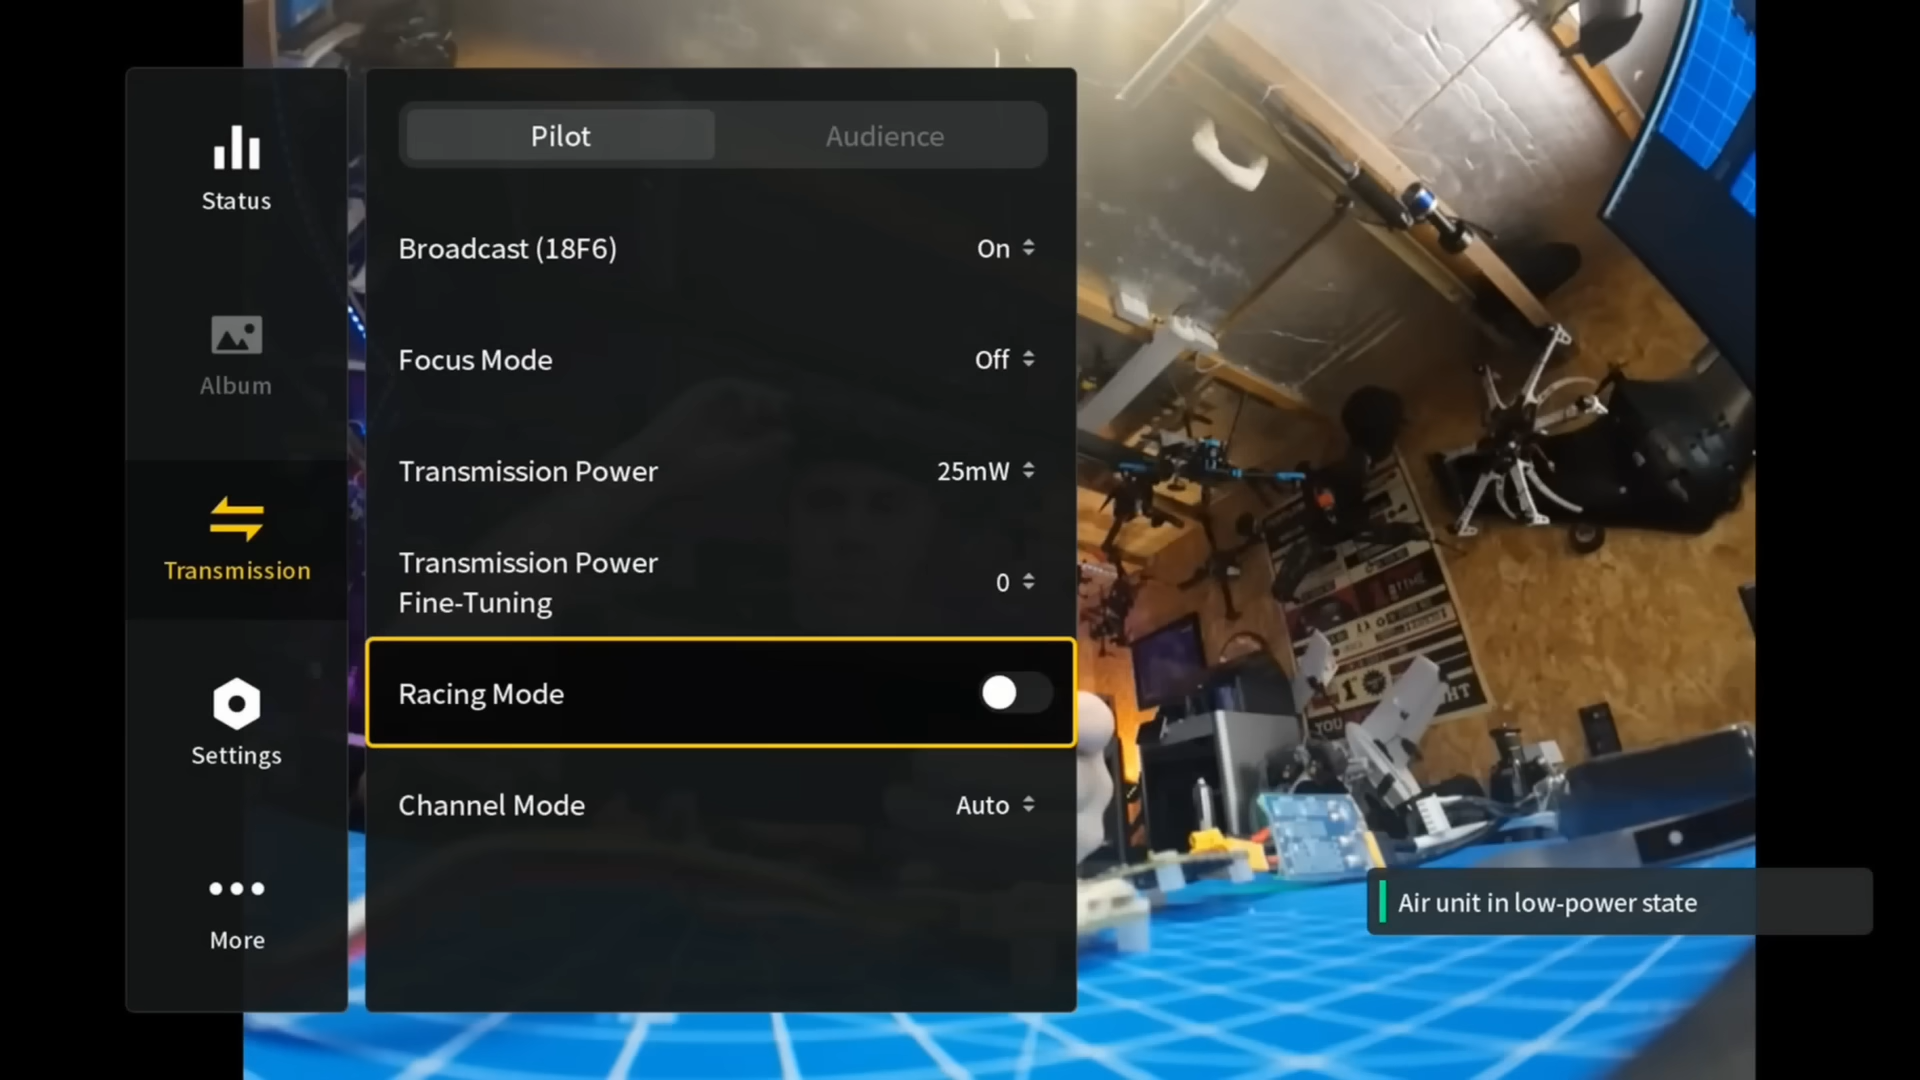 Pilot
Audience
Status
Broadcast (18F6)
On
Focus Mode
Off
Album
Transmission Power
25mW
Transmission
Transmission Power
Fine-Tuning
0
Racing Mode
Settings
Channel Mode
Auto
More
Air unit in low-power state
YOU